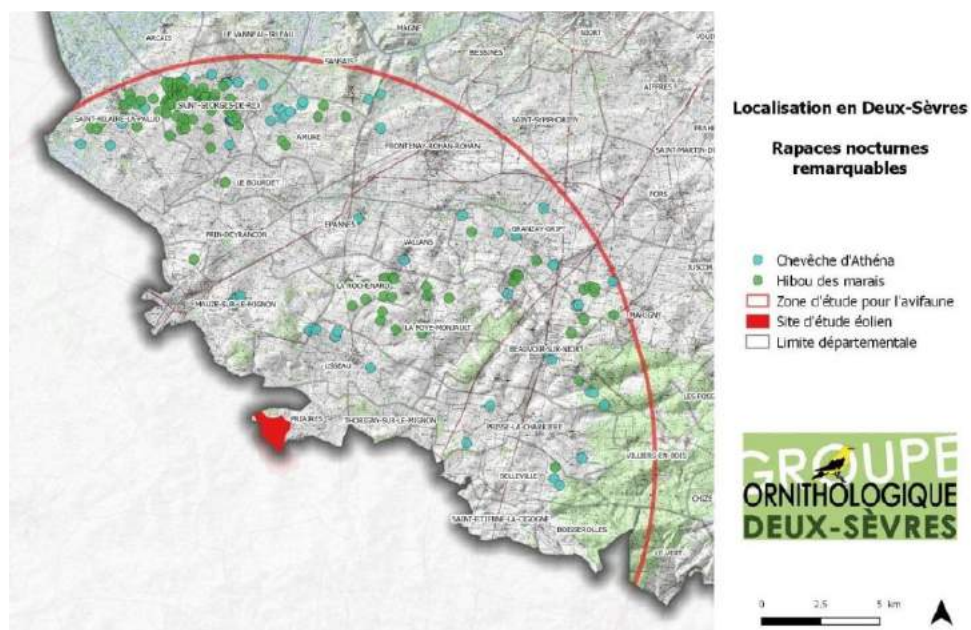 ARCAIS
LE VANNEAU-IRLEAU
MAGNE
NIORT
BESSINES
SANSAIS
AIFFRES
SAINT-GEORGES-DE-REX
SAINT-HILAIRE-LA-PALUD
SAINT-SYMPHORIEN
AMURE
FRONTENAY-ROHAN-ROHAN
LE BOURDET
FORS
PRIN-DEYRANCON
EPANNES
VALLANS
GRANZAY-GRIPT
LA ROCHENARD
MAUZE-SUR-LE-MIGNON
LA FOYE-MONJAULT
MARIGNY
BEAUVOIR-SUR-NIORT
USSEAU
PRIAIRES
THORIGNY-SUR-LE-MIGNON
PRISSE-LA-CHARRIERE
VILLIERS-EN-BOIS
BELLEVILLE
SAINT-ETIENNE-LA-CIGOGNE
BOISSEROLLES
LE VERT
Localisation en Deux-Sèvres
Rapaces nocturnes
remarquables
Chevêche d'Athéna
Hibou des marais
Zone d'étude pour l'avifaune
Site d'étude éolien
Limite départementale
GROUPE
ORNITHOLOGIQUE
DEUX-SÈVRES
0 2,5 5 km